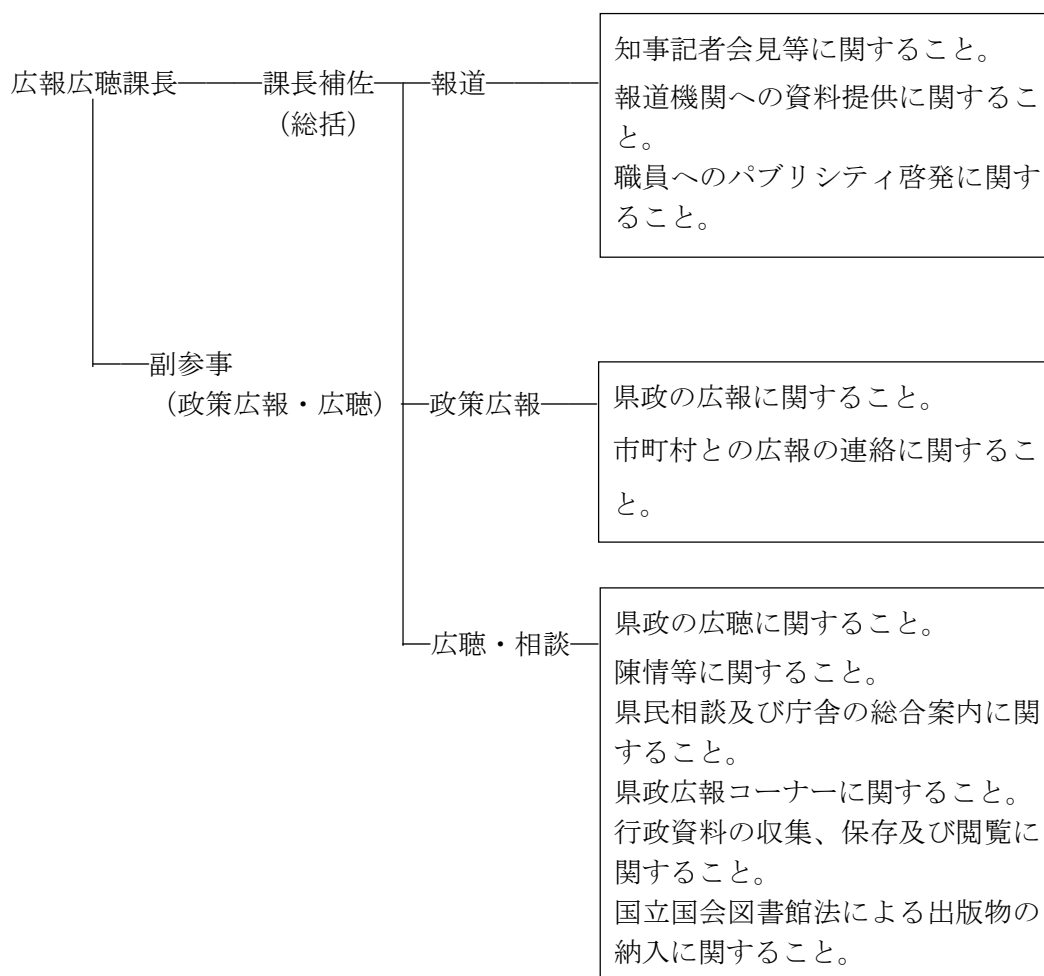 広報広聴課長
課長補佐
(総括)
報道
知事記者会見等に関すること。
報道機関への資料提供に関するこ
と。
職員へのパブリシティ啓発に関す
ること。
副参事
(政策広報・広聴)
政策広報
県政の広報に関すること。
市町村との広報の連絡に関するこ
と。
広聴・相談
県政の広聴に関すること。
陳情等に関すること。
県民相談及び庁舎の総合案内に関
すること。
県政広報コーナーに関すること。
行政資料の収集、保存及び閲覧に
関すること。
国立国会図書館法による出版物の
納入に関すること。